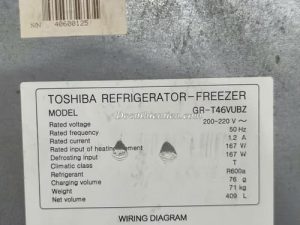 S/N 40600125
TOSHIBA REFRIGERATOR-FREEZER
MODEL GR-T46VUBZ
Rated voltage 200-220 V ~
Rated frequency 50 Hz
Rated current 1.2 A
Rated input of heating element 167 W
Defrosting input 167 W
Climatic class T
Refrigerant R600a
Charging volume 76 g
Weight 71 kg
Net volume 409 L
WIRING DIAGRAM